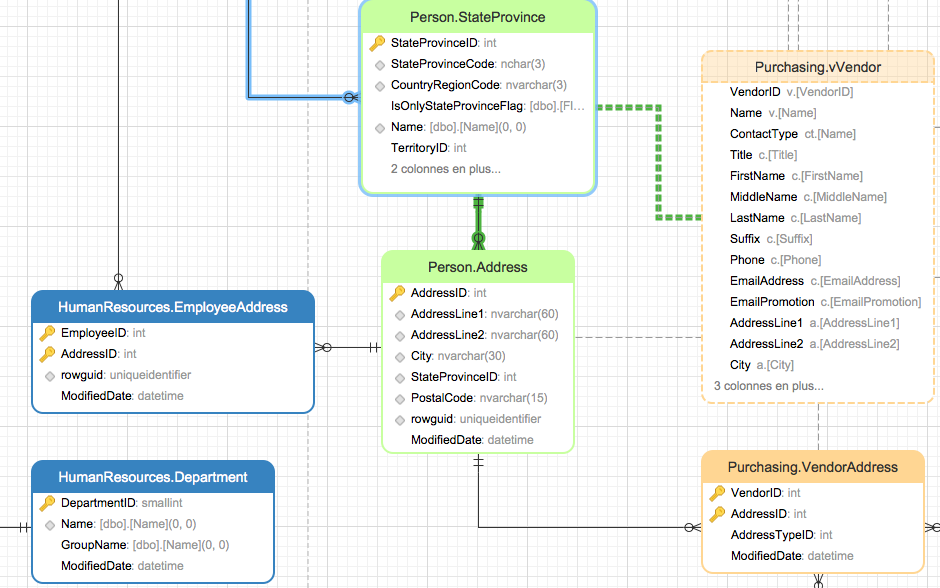 Person.StateProvince
StateProvinceID: int
StateProvinceCode: nchar(3)
CountryRegionCode: nvarchar(3)
IsOnlyStateProvinceFlag: [dbo].[Fl...
Name: [dbo].[Name](0, 0)
TerritoryID: int
2 colonnes en plus...
Purchasing.vVendor
VendorID v.[VendorID]
Name v.[Name]
ContactType ct.[Name]
Title c.[Title]
FirstName c.[FirstName]
MiddleName c.[MiddleName]
LastName c.[LastName]
Suffix c.[Suffix]
Phone c.[Phone]
EmailAddress c.[EmailAddress]
EmailPromotion c.[EmailPromotion]
AddressLine1 a.[AddressLine1]
AddressLine2 a.[AddressLine2]
City a.[City]
3 colonnes en plus...
Person.Address
AddressID: int
AddressLine1: nvarchar(60)
AddressLine2: nvarchar(60)
City: nvarchar(30)
StateProvinceID: int
PostalCode: nvarchar(15)
rowguid: uniqueidentifier
ModifiedDate: datetime
HumanResources.EmployeeAddress
EmployeeID: int
AddressID: int
rowguid: uniqueidentifier
ModifiedDate: datetime
HumanResources.Department
DepartmentID: smallint
Name: [dbo].[Name](0, 0)
GroupName: [dbo].[Name](0, 0)
ModifiedDate: datetime
Purchasing.VendorAddress
VendorID: int
AddressID: int
AddressTypeID: int
ModifiedDate: datetime